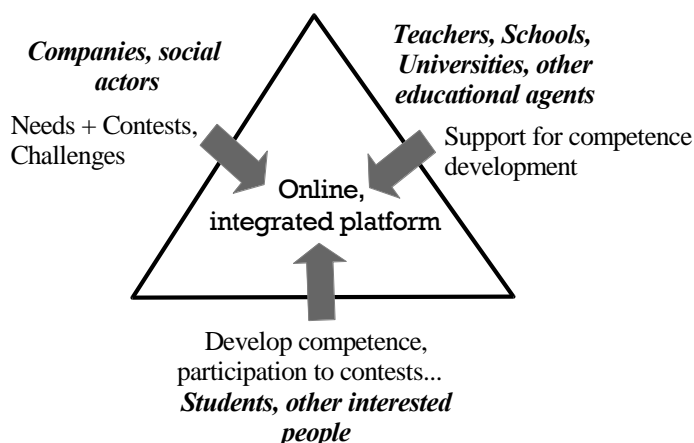 Companies, social
actors
Needs + Contests,
Challenges
Teachers, Schools,
Universities, other
educational agents
Support for competence
development
Online,
integrated platform
Develop competence,
participation to contests...
Students, other interested
people